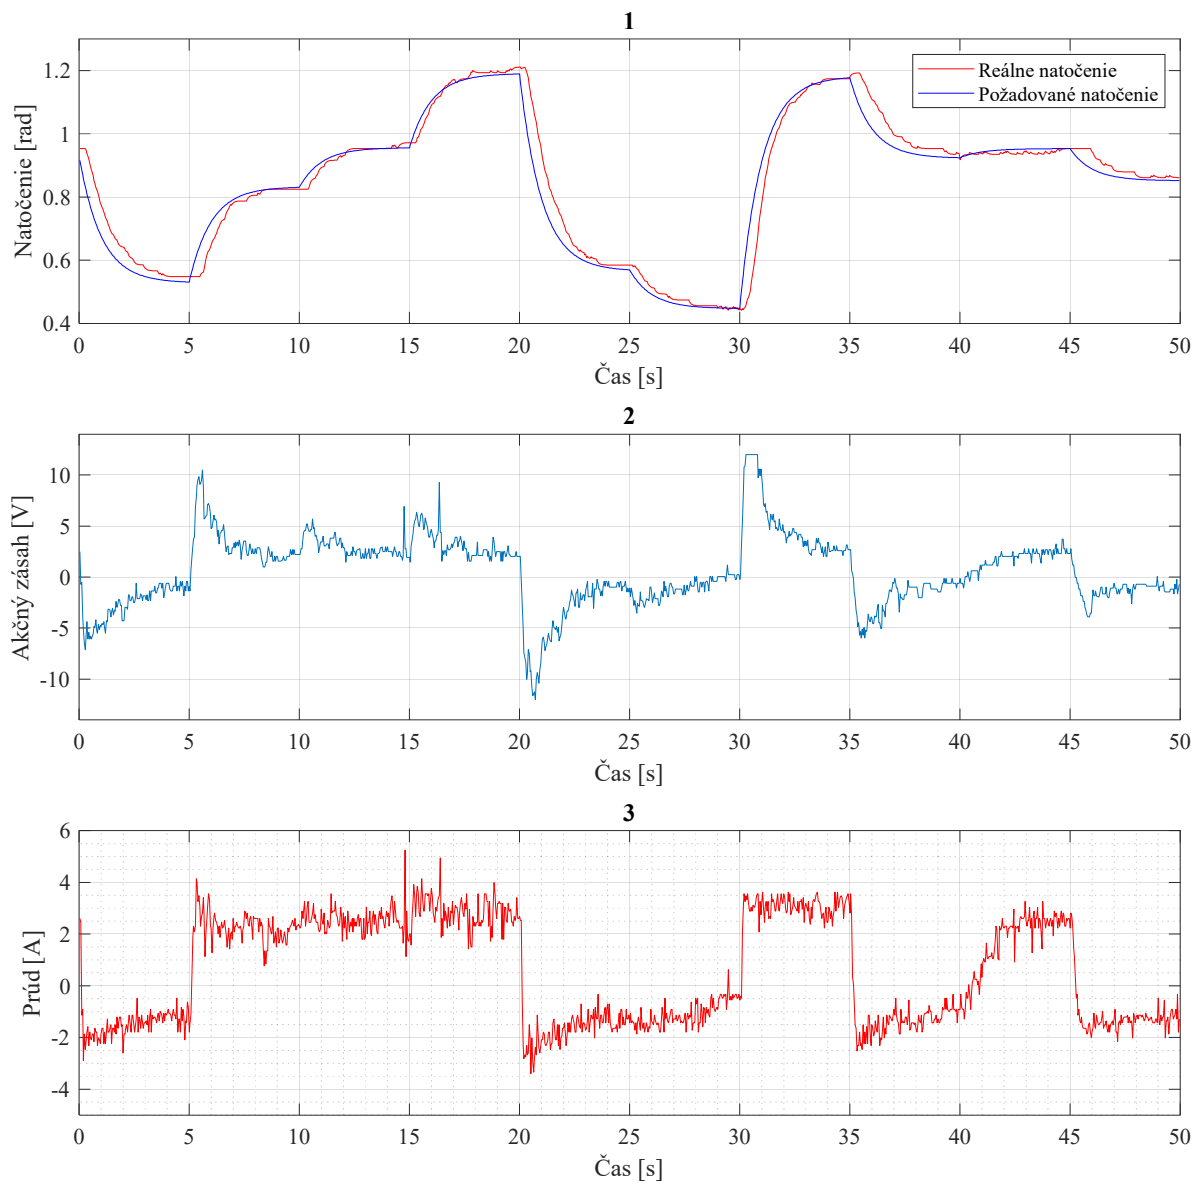 1
Natočenie [rad]
1.2
1
0.8
0.6
0.4
Reálne natočenie
Požadované natočenie
0 5 10 15 20 25 30 35 40 45 50
Čas [s]
2
Akčný zásah [V]
10
5
0
-5
-10
0 5 10 15 20 25 30 35 40 45 50
Čas [s]
3
Prúd [A]
6
4
2
0
-2
-4
0 5 10 15 20 25 30 35 40 45 50
Čas [s]